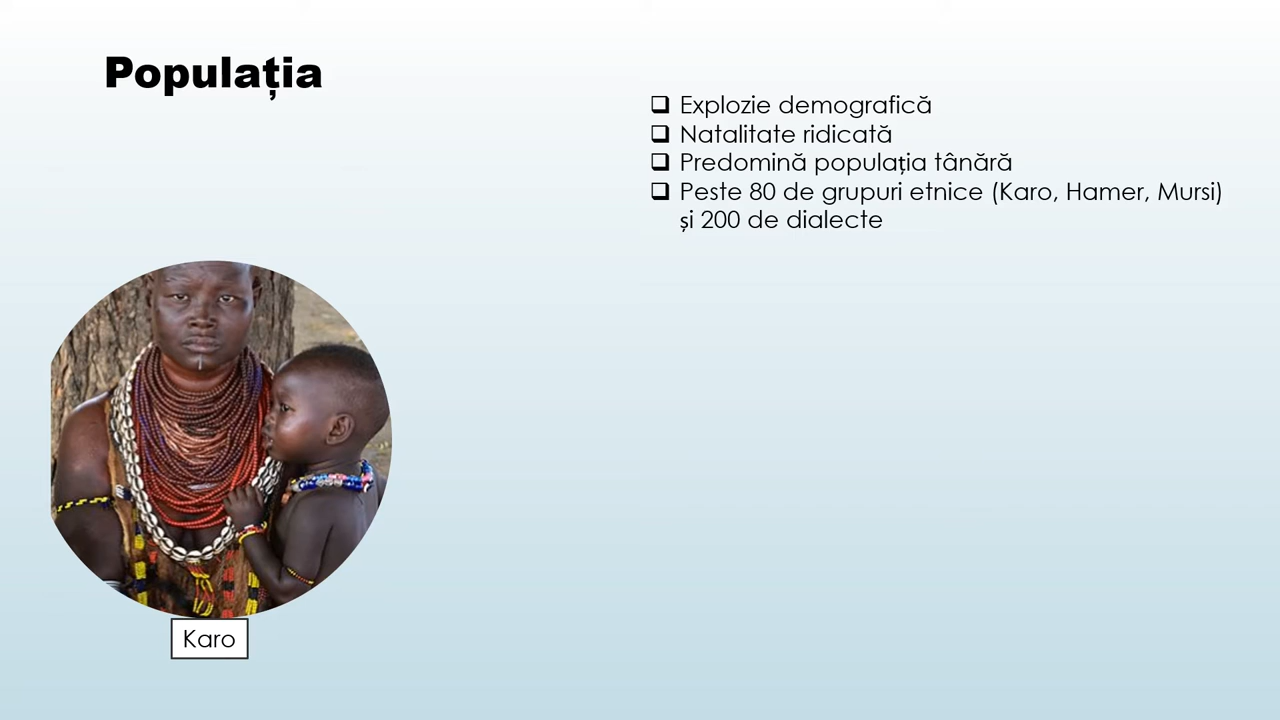 Populația
❑ Explozie demografică
❑ Natalitate ridicată
❑ Predomină populația tânără
❑ Peste 80 de grupuri etnice (Karo, Hamer, Mursi)
și 200 de dialecte
Karo